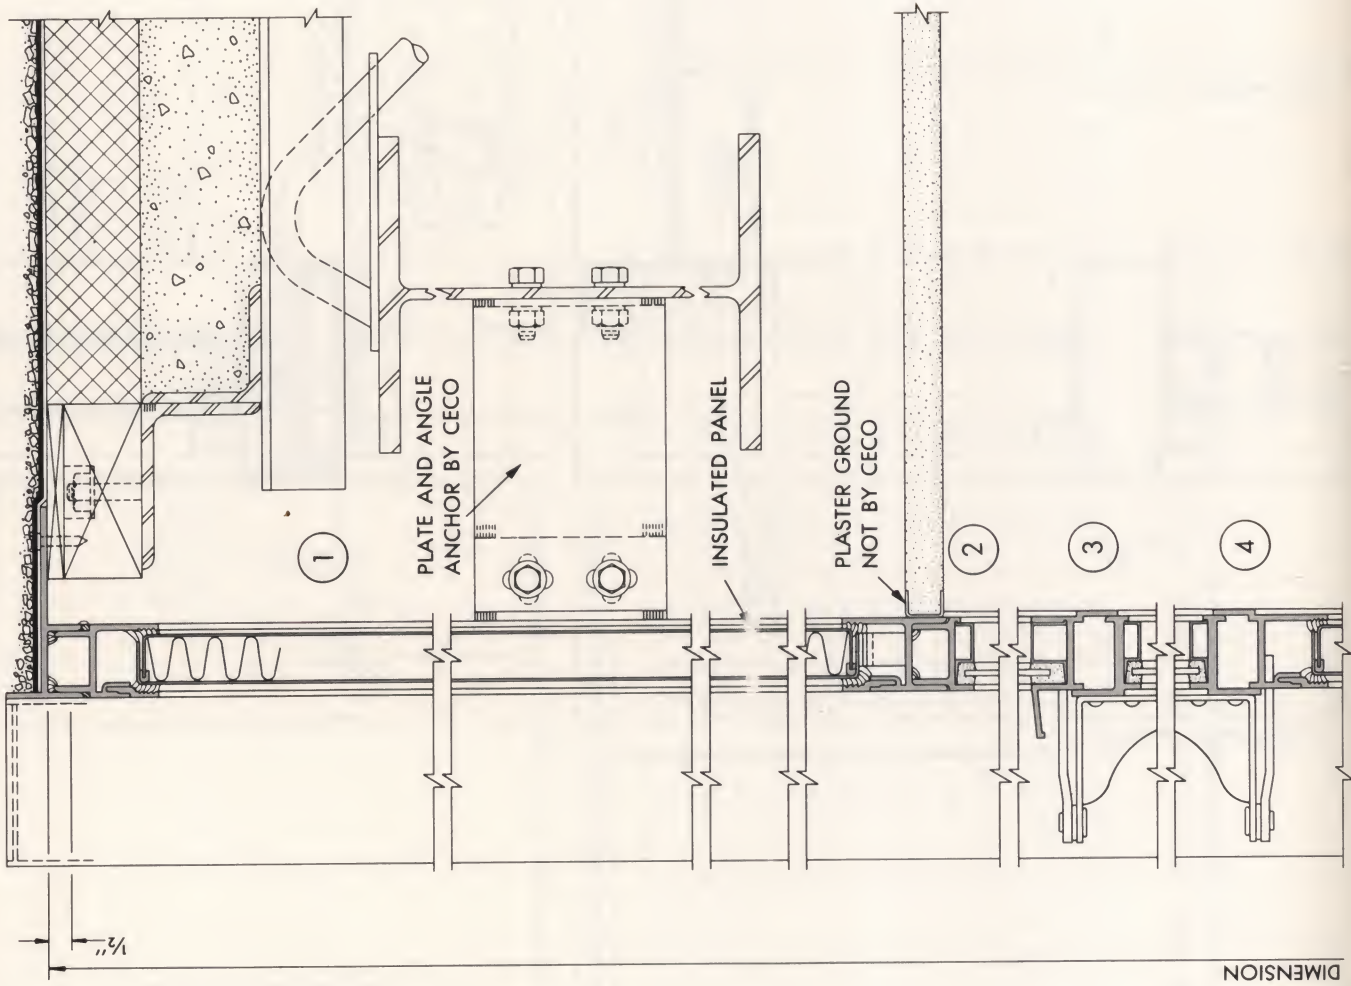 1
PLATE AND ANGLE
ANCHOR BY CECO
INSULATED PANEL
PLASTER GROUND
NOT BY CECO
2
3
4
½"
DIMENSION